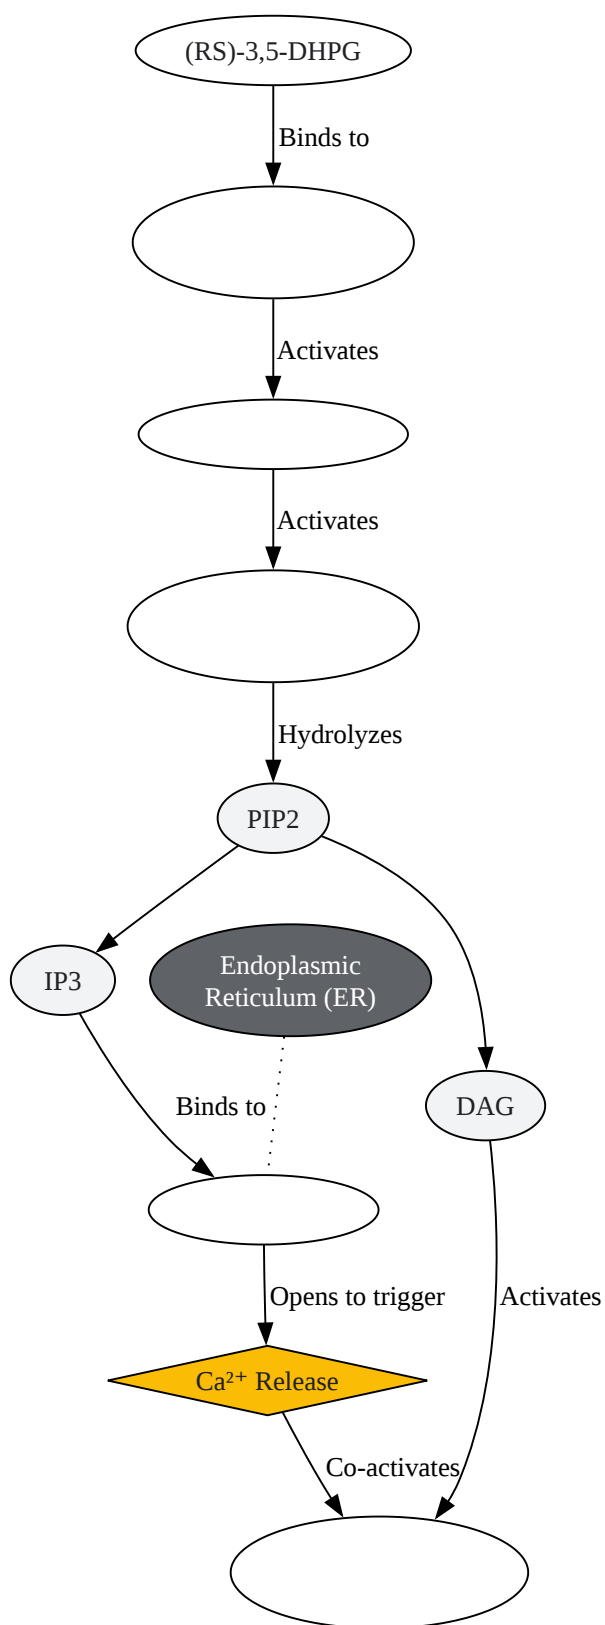 (RS)-3,5-DHPG
Binds to
Activates
Activates
Hydrolyzes
PIP2
Endoplasmic
Reticulum (ER)
IP3
Binds to
DAG
Opens to trigger
Activates
Ca²⁺ Release
Co-activates